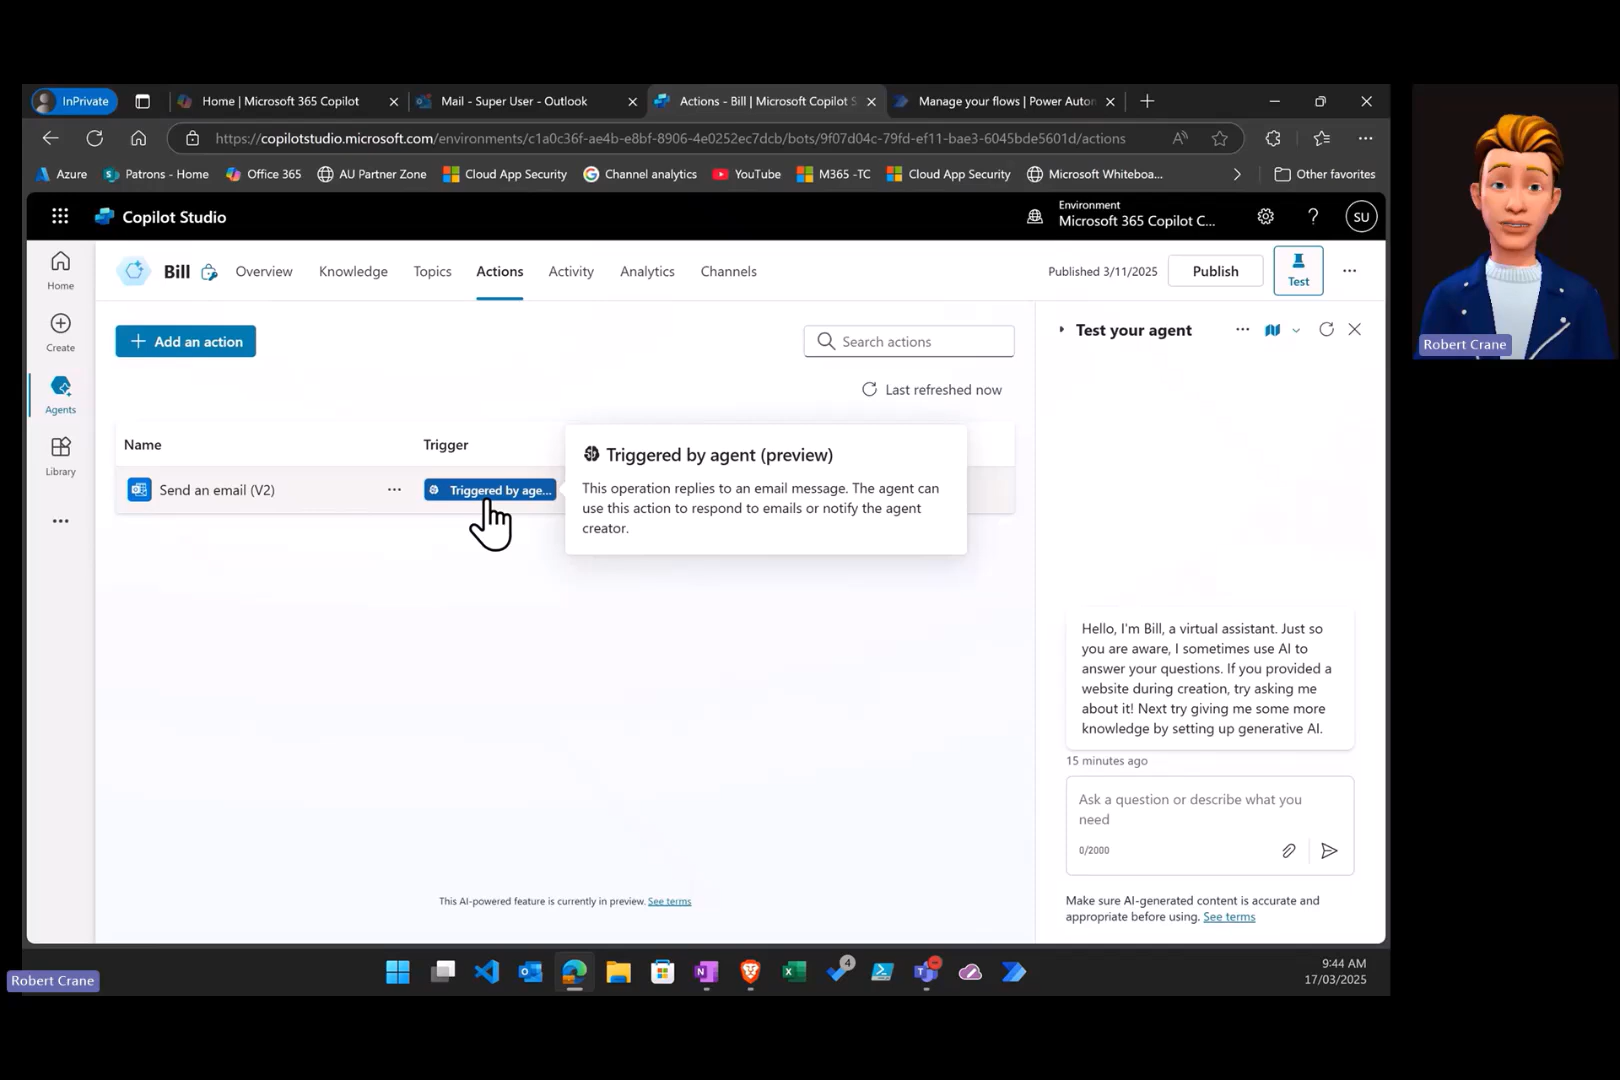 InPrivate
Home | Microsoft 365 Copilot
Mail - Super User - Outlook
Actions - Bill | Microsoft Copilot S
Manage your flows | Power Autom
https://copilotstudio.microsoft.com/environments/c1a0c36f-ae4b-e8bf-8906-4e0252ec7dcb/bots/9f07d04c-79fd-ef11-bae3-6045bde5601d/actions
Azure
Patrons - Home
Office 365
AU Partner Zone
Cloud App Security
Channel analytics
YouTube
M365 -TC
Cloud App Security
Microsoft Whiteboa...
Other favorites
Copilot Studio
Environment
Microsoft 365 Copilot C...
SU
Home
Create
Agents
Library
Bill
Overview
Knowledge
Topics
Actions
Activity
Analytics
Channels
Published 3/11/2025
Publish
Test
Add an action
Search actions
Last refreshed now
Name
Trigger
Send an email (V2)
Triggered by age...
Triggered by agent (preview)
This operation replies to an email message. The agent can
use this action to respond to emails or notify the agent
creator.
This AI-powered feature is currently in preview. See terms
Test your agent
Hello, I'm Bill, a virtual assistant. Just so
you are aware, I sometimes use AI to
answer your questions. If you provided a
website during creation, try asking me
about it! Next try giving me some more
knowledge by setting up generative AI.
15 minutes ago
Ask a question or describe what you
need
0/2000
Make sure AI-generated content is accurate and
appropriate before using. See terms
Robert Crane
Robert Crane
4
9:44 AM
17/03/2025